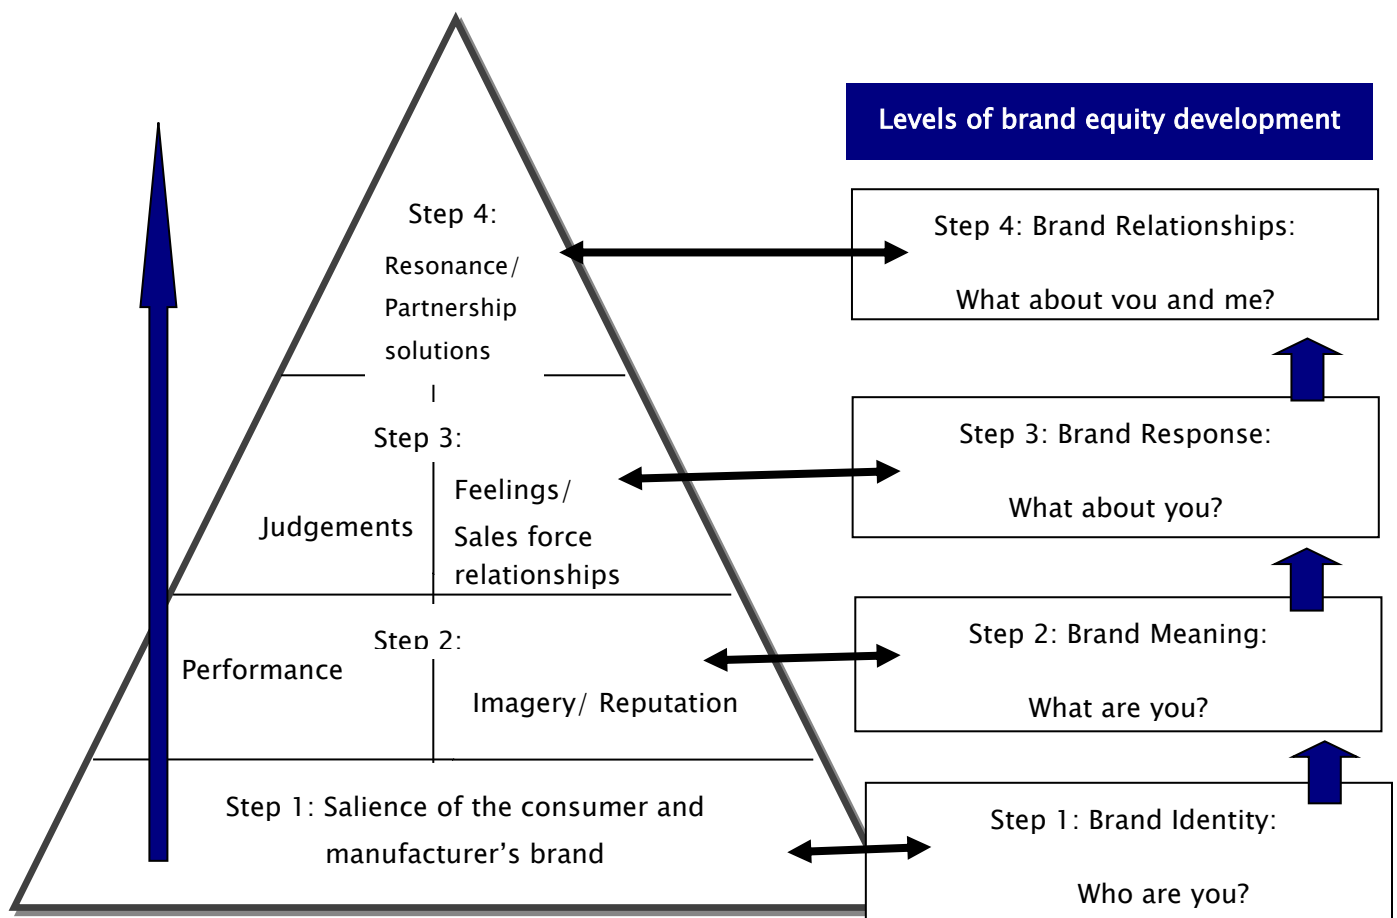 Levels of brand equity development
Step 4:
Resonance/
Partnership
solutions
Step 4: Brand Relationships:
What about you and me?
Step 3:
Judgements
Feelings/
Sales force
relationships
Step 3: Brand Response:
What about you?
Step 2:
Performance
Imagery/ Reputation
Step 2: Brand Meaning:
What are you?
Step 1: Salience of the consumer and
manufacturer’s brand
Step 1: Brand Identity:
Who are you?